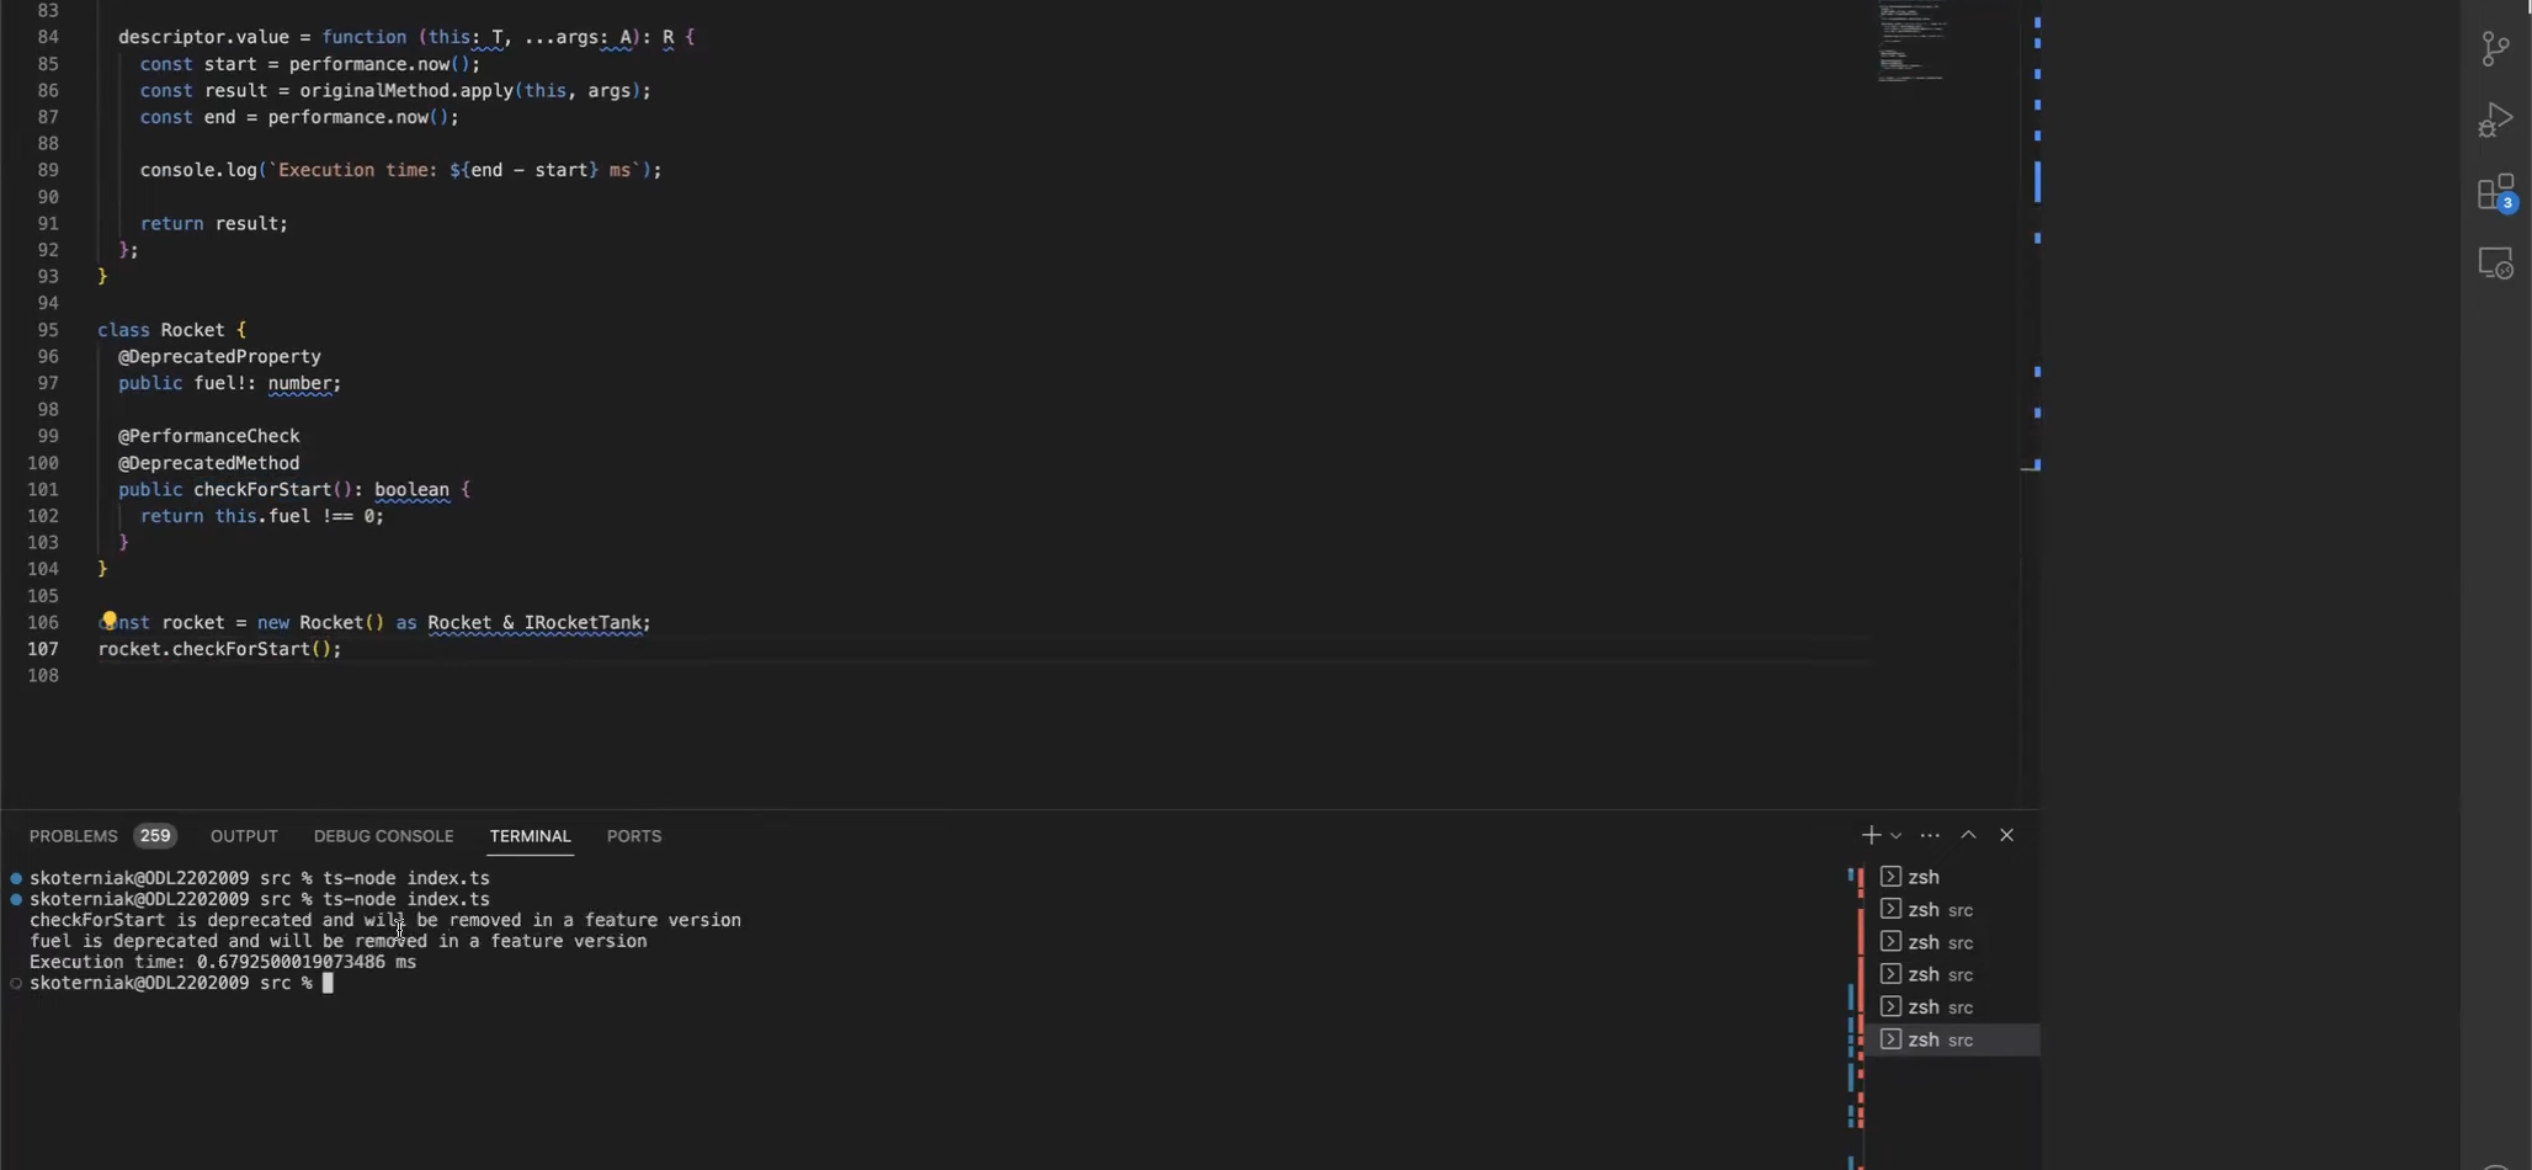 83
84 descriptor.value = function (this: T, ...args: A): R {
85 const start = performance.now();
86 const result = originalMethod.apply(this, args);
87 const end = performance.now();
88
89 console.log(`Execution time: ${end - start} ms`);
90
91 return result;
92 };
93 }
94
95 class Rocket {
96 @DeprecatedProperty
97 public fuel!: number;
98
99 @PerformanceCheck
100 @DeprecatedMethod
101 public checkForStart(): boolean {
102 return this.fuel !== 0;
103 }
104 }
105
106 const rocket = new Rocket() as Rocket & IRocketTank;
107 rocket.checkForStart();
108
3
PROBLEMS 259 OUTPUT DEBUG CONSOLE TERMINAL PORTS
skoterniak@ODL2202009 src % ts-node index.ts
skoterniak@ODL2202009 src % ts-node index.ts
checkForStart is deprecated and will be removed in a feature version
fuel is deprecated and will be removed in a feature version
Execution time: 0.6792500019073486 ms
skoterniak@ODL2202009 src %
zsh
zsh src
zsh src
zsh src
zsh src
zsh src